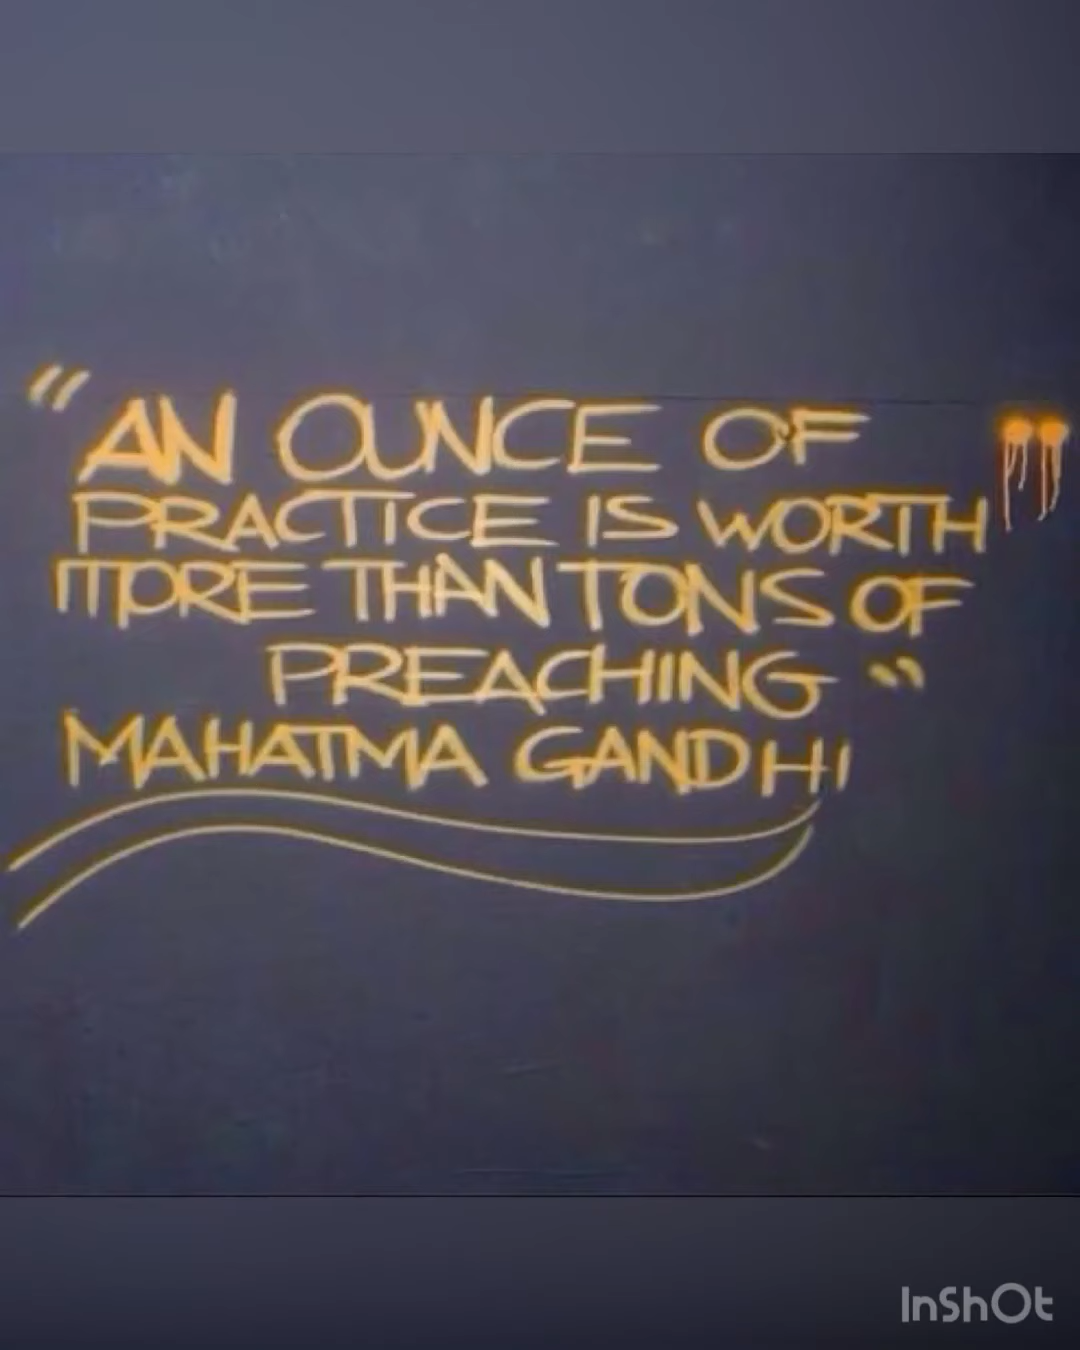 “AN OUNCE OF
PRACTICE IS WORTH
MORE THAN TONS OF
PREACHING”
MAHATMA GANDHI
InShOt